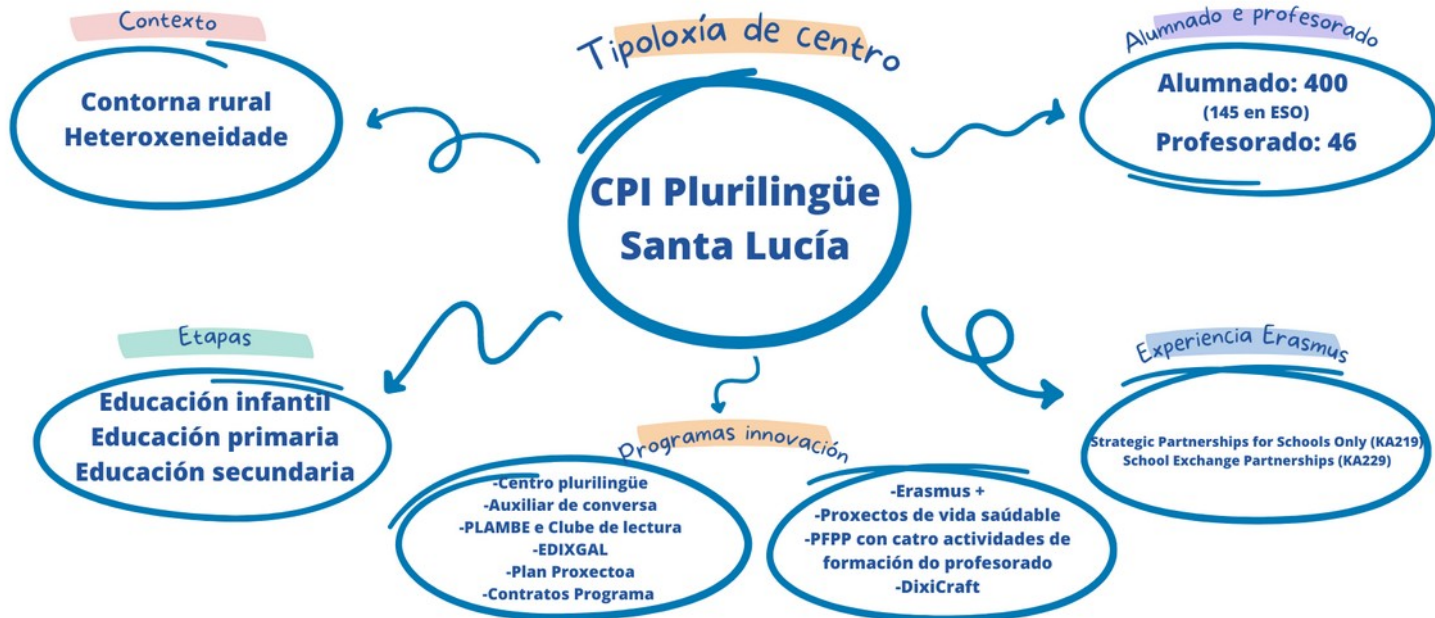 Contexto
Contorna rural
Heteroxeneidade
Tipoloxía de centro
CPI Plurilingüe
Santa Lucía
Alumnado e profesorado
Alumnado: 400
(145 en ESO)
Profesorado: 46
Etapas
Educación infantil
Educación primaria
Educación secundaria
Programas innovación
-Centro plurilingüe
-Auxiliar de conversa
-PLAMBE e Clube de lectura
-EDIXGAL
-Plan Proxectoa
-Contratos Programa
-Erasmus +
-Proxectos de vida saúdable
-PFPP con catro actividades de
formación do profesorado
-DixiCraft
Experiencia Erasmus
Strategic Partnerships for Schools Only (KA219)
School Exchange Partnerships (KA229)